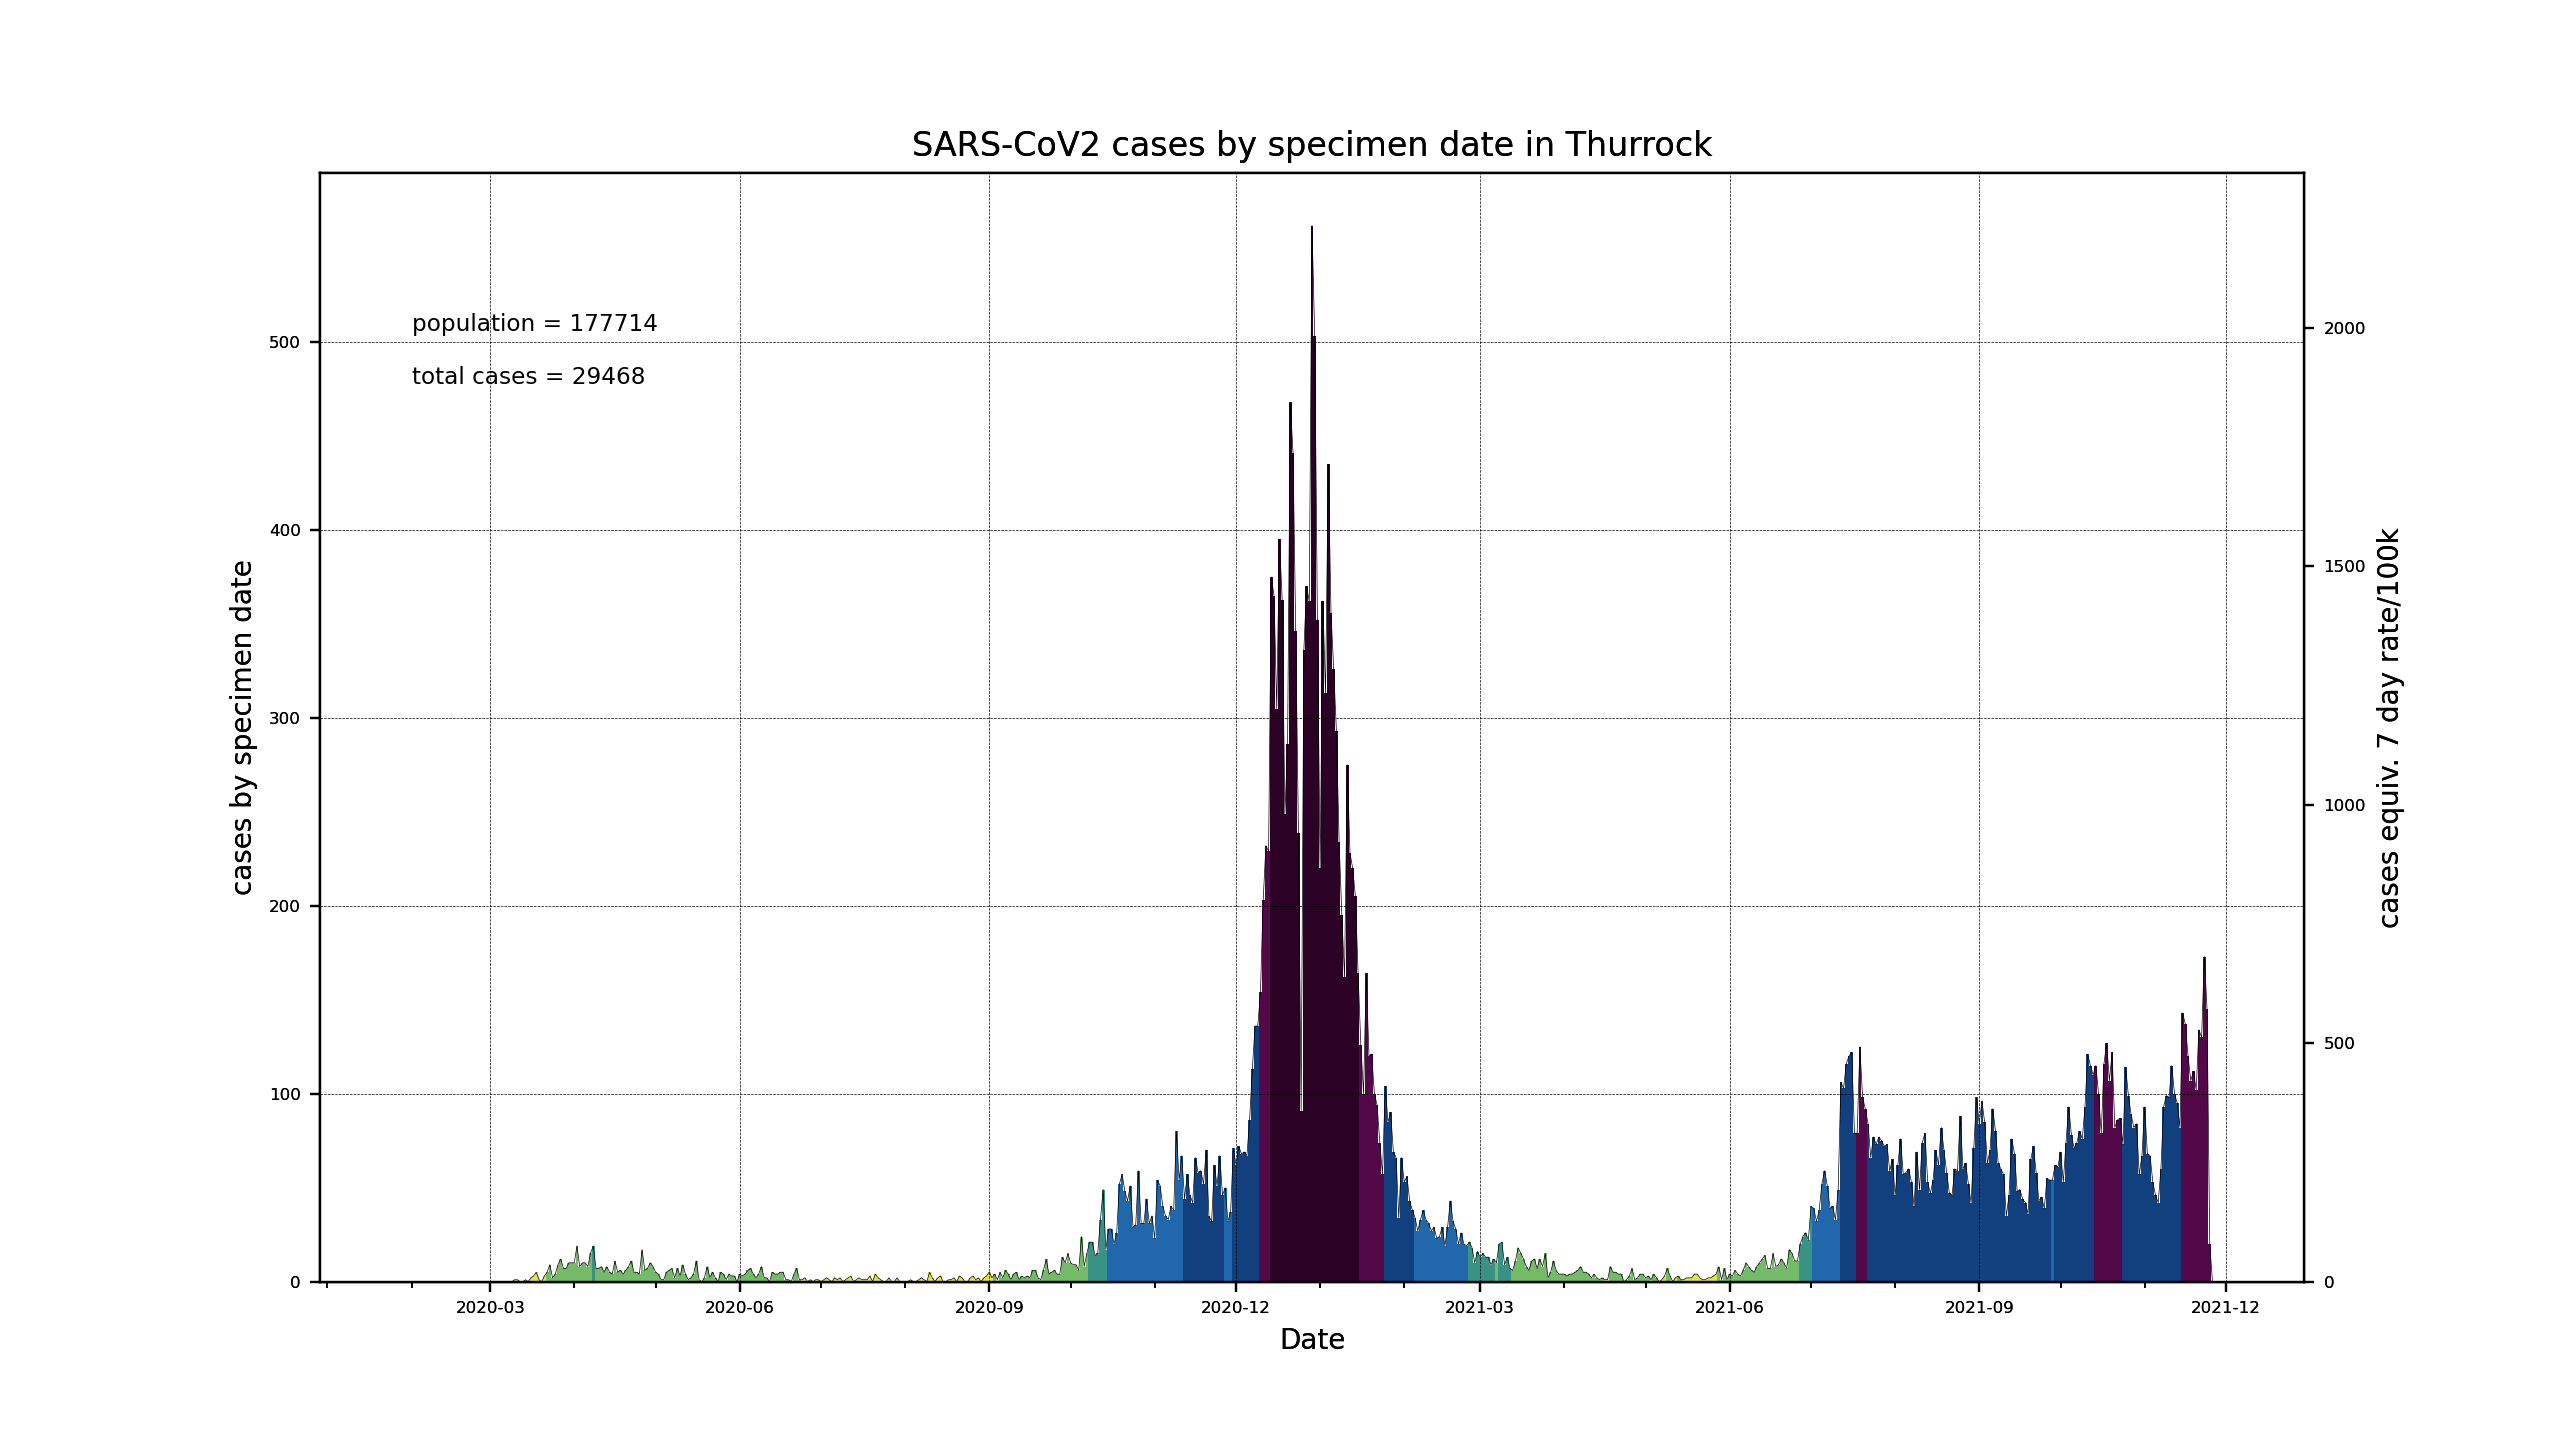 SARS-CoV2 cases by specimen date in Thurrock
population = 177714
total cases = 29468
cases by specimen date
500
400
300
200
100
0
2000
1500
1000
500
0
cases equiv. 7 day rate/100k
2020-03 2020-06 2020-09 2020-12 2021-03 2021-06 2021-09 2021-12
Date